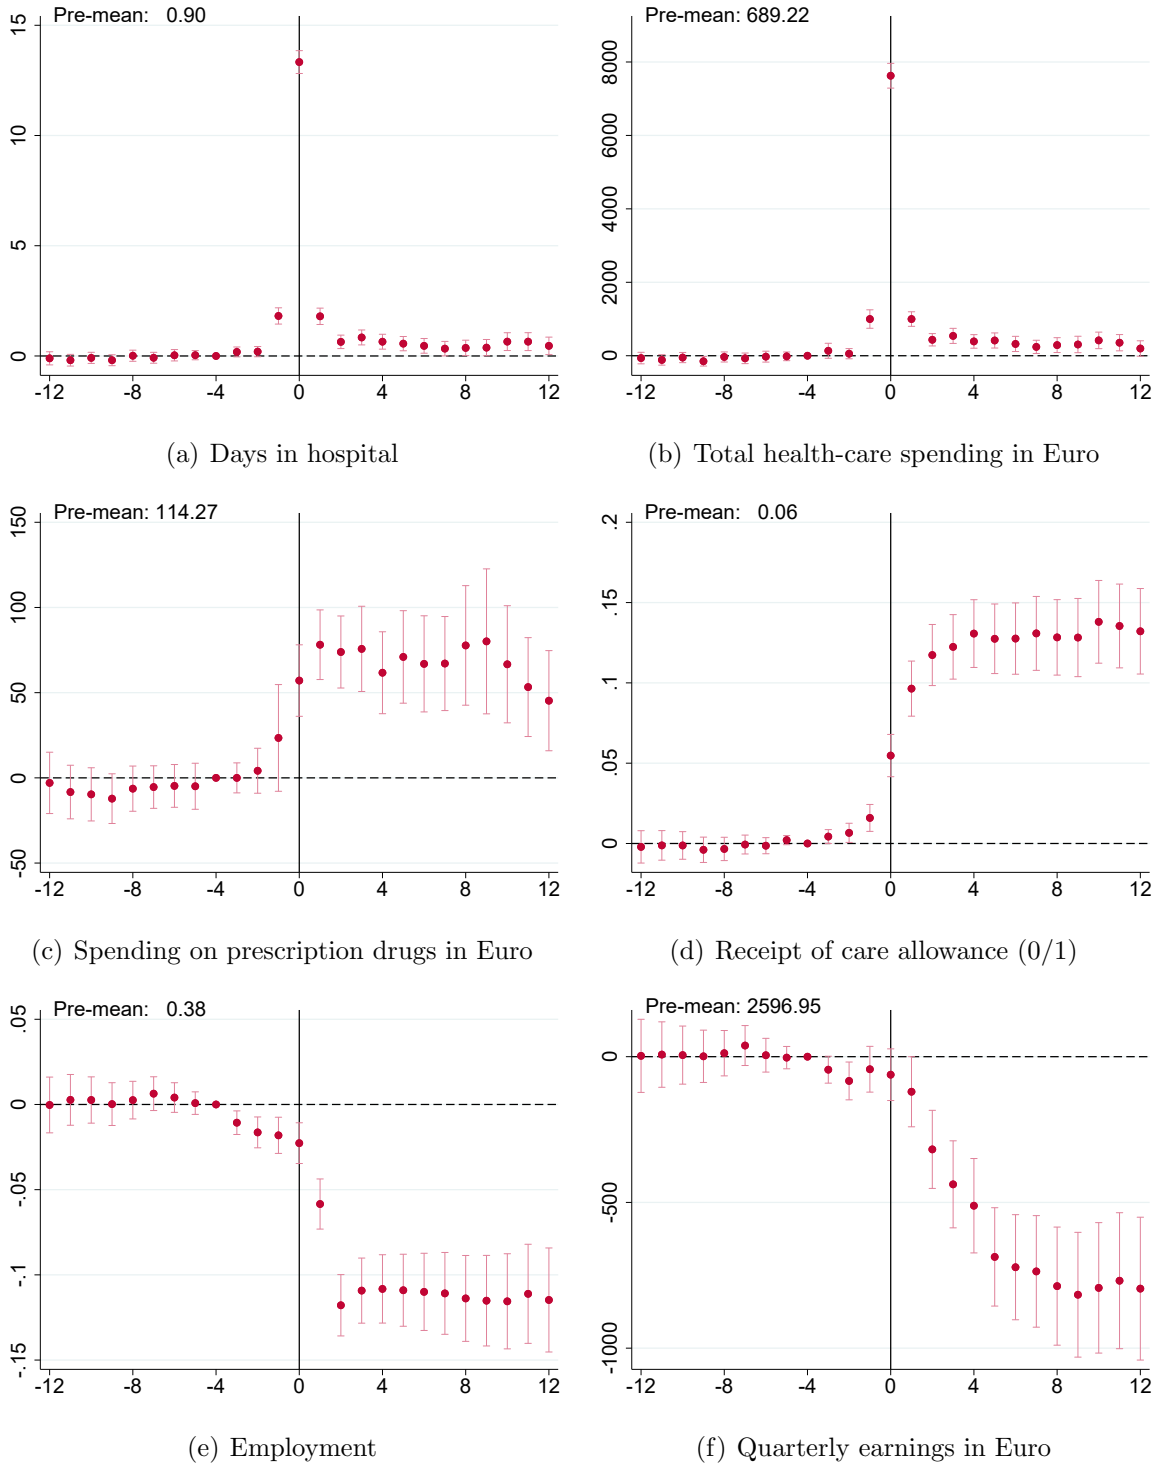 Pre-mean: 0.90
15
10
5
0
-12 -8 -4 0 4 8 12
(a) Days in hospital
Pre-mean: 689.22
8000
6000
4000
2000
0
-12 -8 -4 0 4 8 12
(b) Total health-care spending in Euro
Pre-mean: 114.27
150
100
50
0
-50
-12 -8 -4 0 4 8 12
(c) Spending on prescription drugs in Euro
Pre-mean: 0.06
.2
.15
.1
.05
0
-12 -8 -4 0 4 8 12
(d) Receipt of care allowance (0/1)
Pre-mean: 0.38
.05
0
-.05
-.1
-.15
-12 -8 -4 0 4 8 12
(e) Employment
Pre-mean: 2596.95
0
-500
-1000
-12 -8 -4 0 4 8 12
(f) Quarterly earnings in Euro